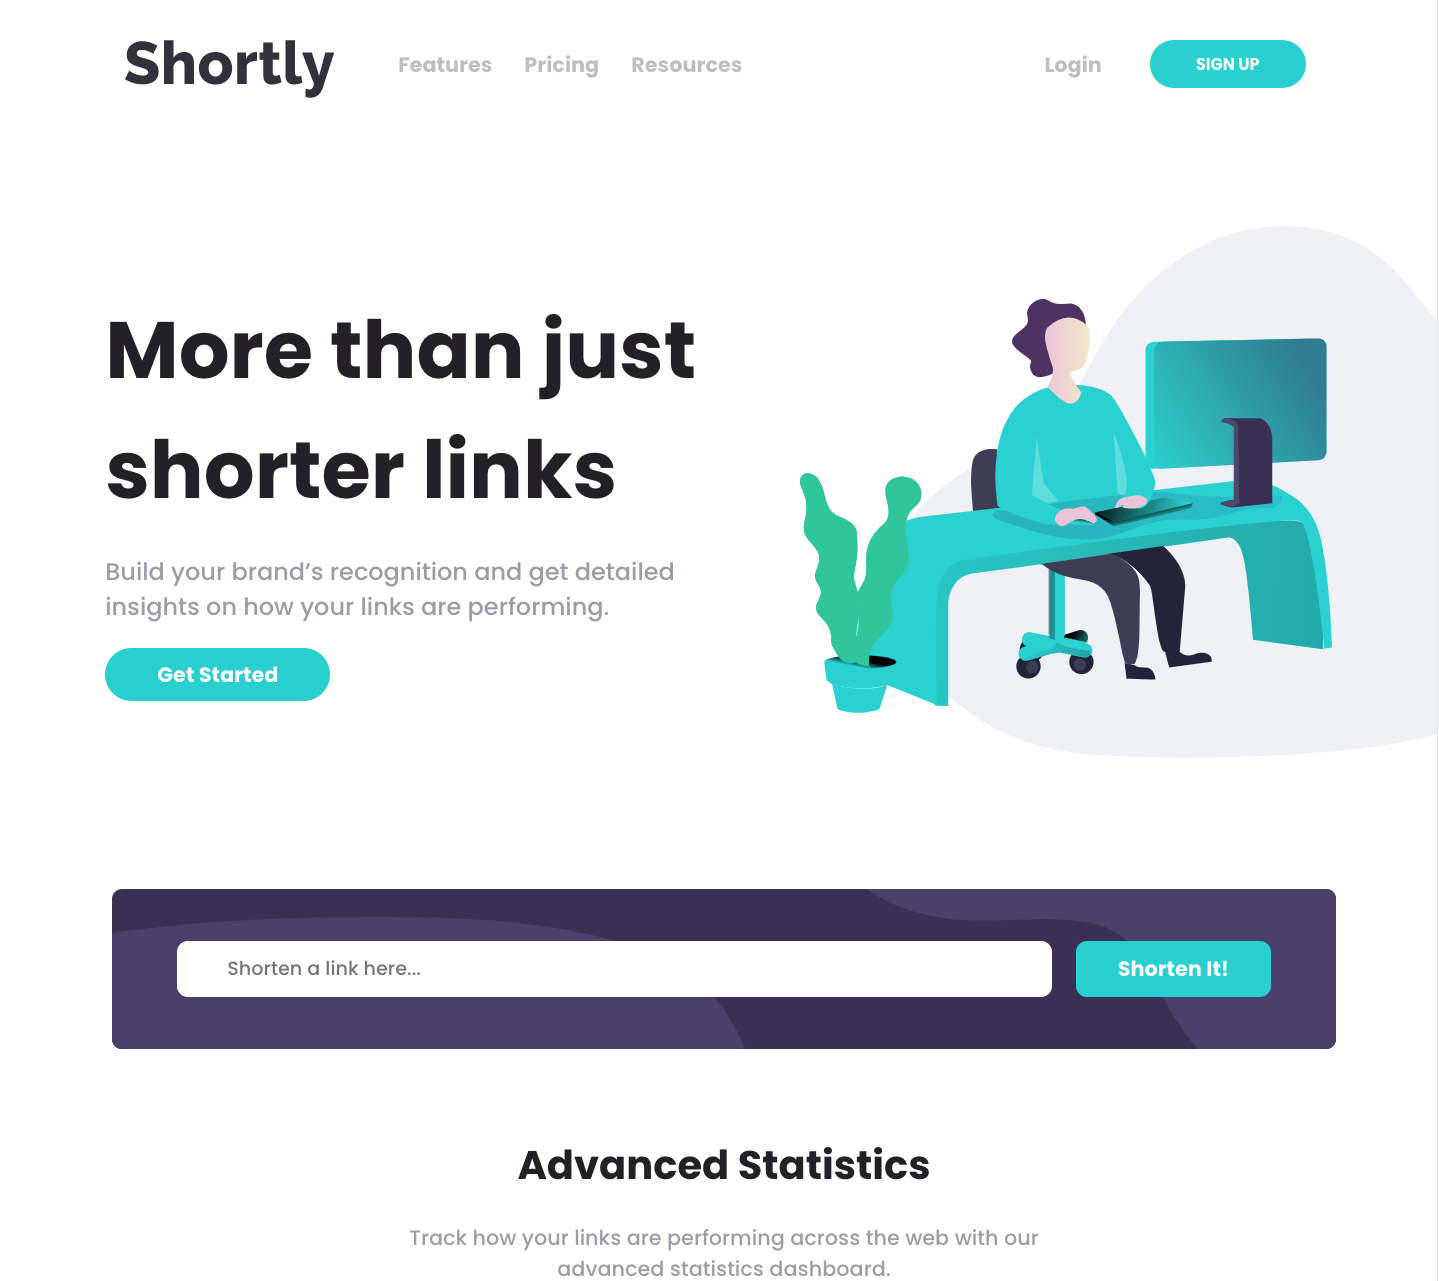 Shortly
Features
Pricing
Resources
Login
SIGN UP
More than just
shorter links
Build your brand’s recognition and get detailed
insights on how your links are performing.
Get Started
Shorten a link here...
Shorten It!
Advanced Statistics
Track how your links are performing across the web with our
advanced statistics dashboard.